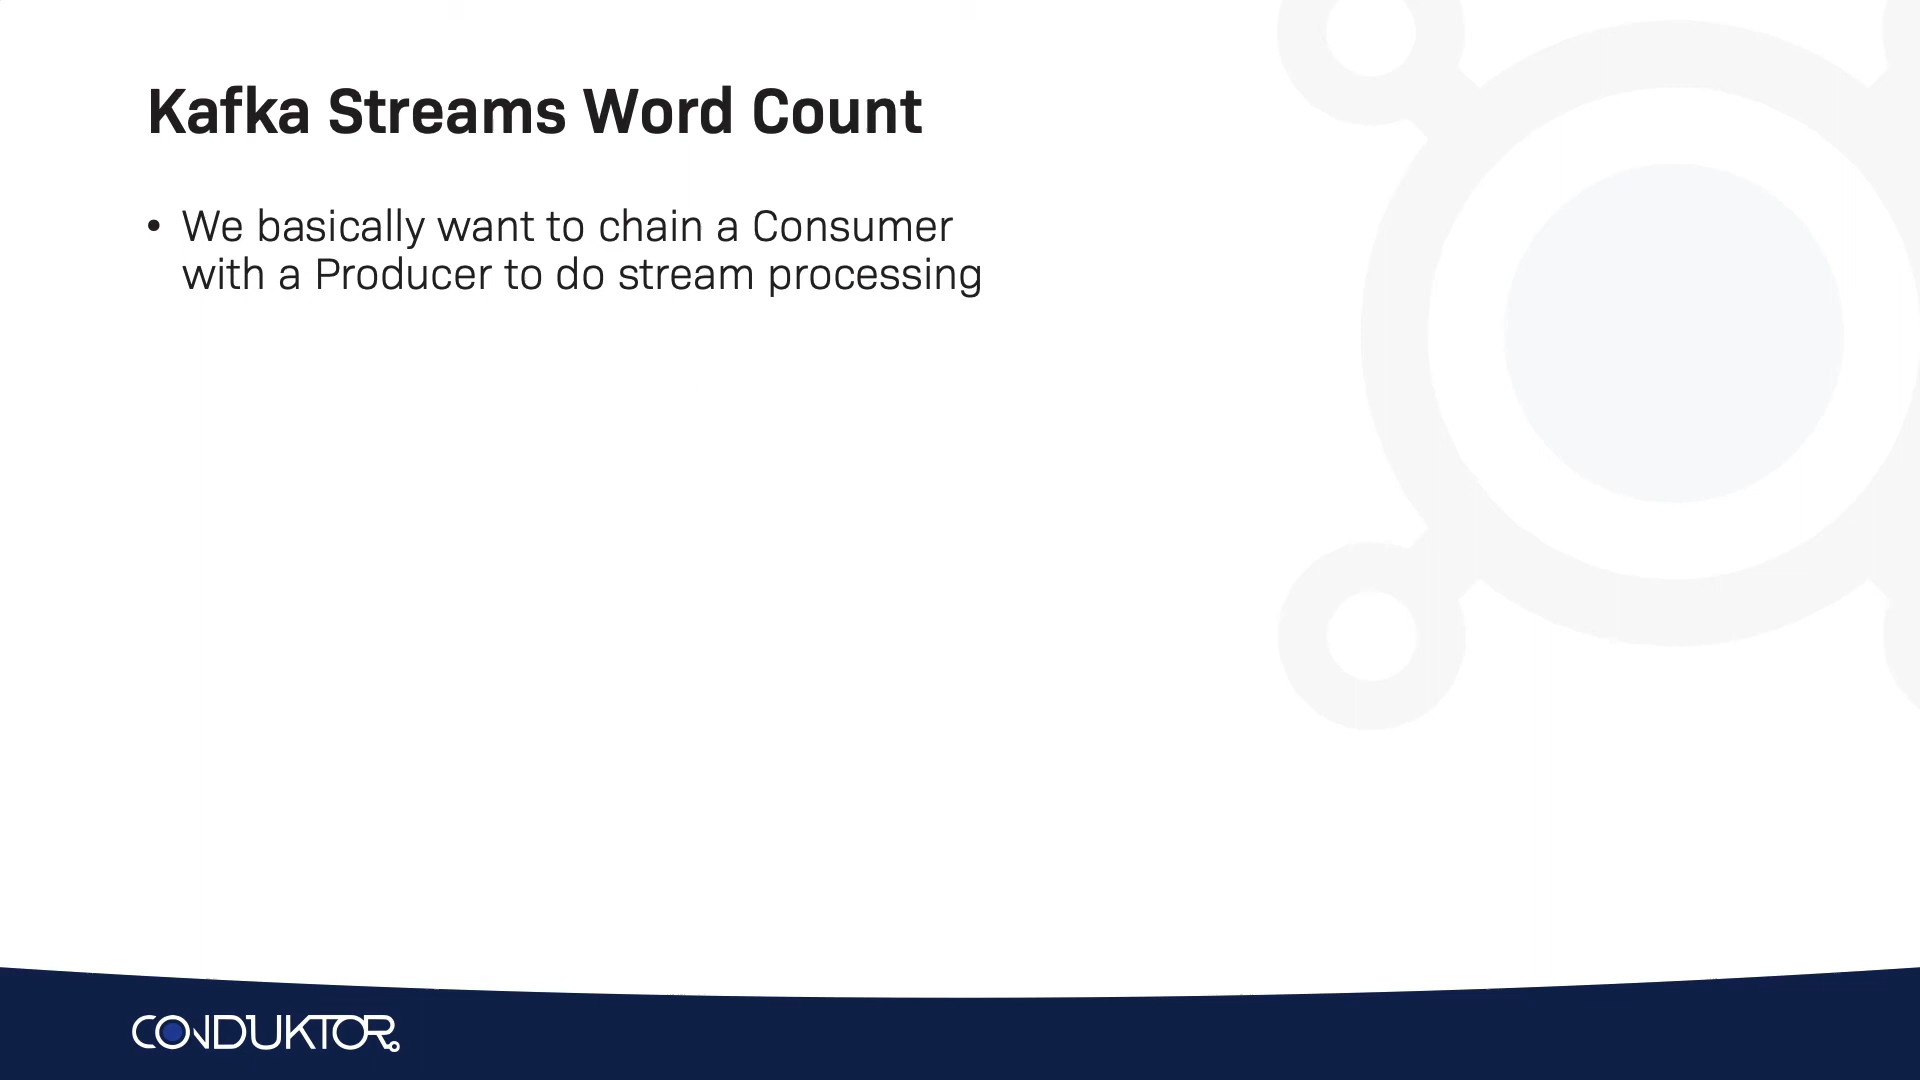 Kafka Streams Word Count
• We basically want to chain a Consumer
with a Producer to do stream processing
CONDUKTOR